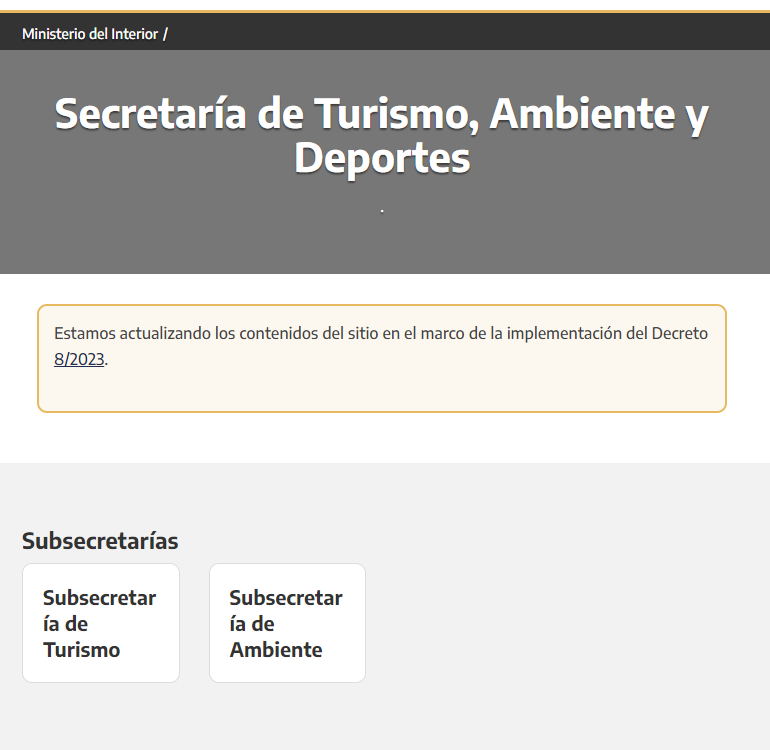 Ministerio del Interior /
Secretaría de Turismo, Ambiente y
Deportes
.
Estamos actualizando los contenidos del sitio en el marco de la implementación del Decreto
8/2023.
Subsecretarías
Subsecretar
ía de
Turismo
Subsecretar
ía de
Ambiente